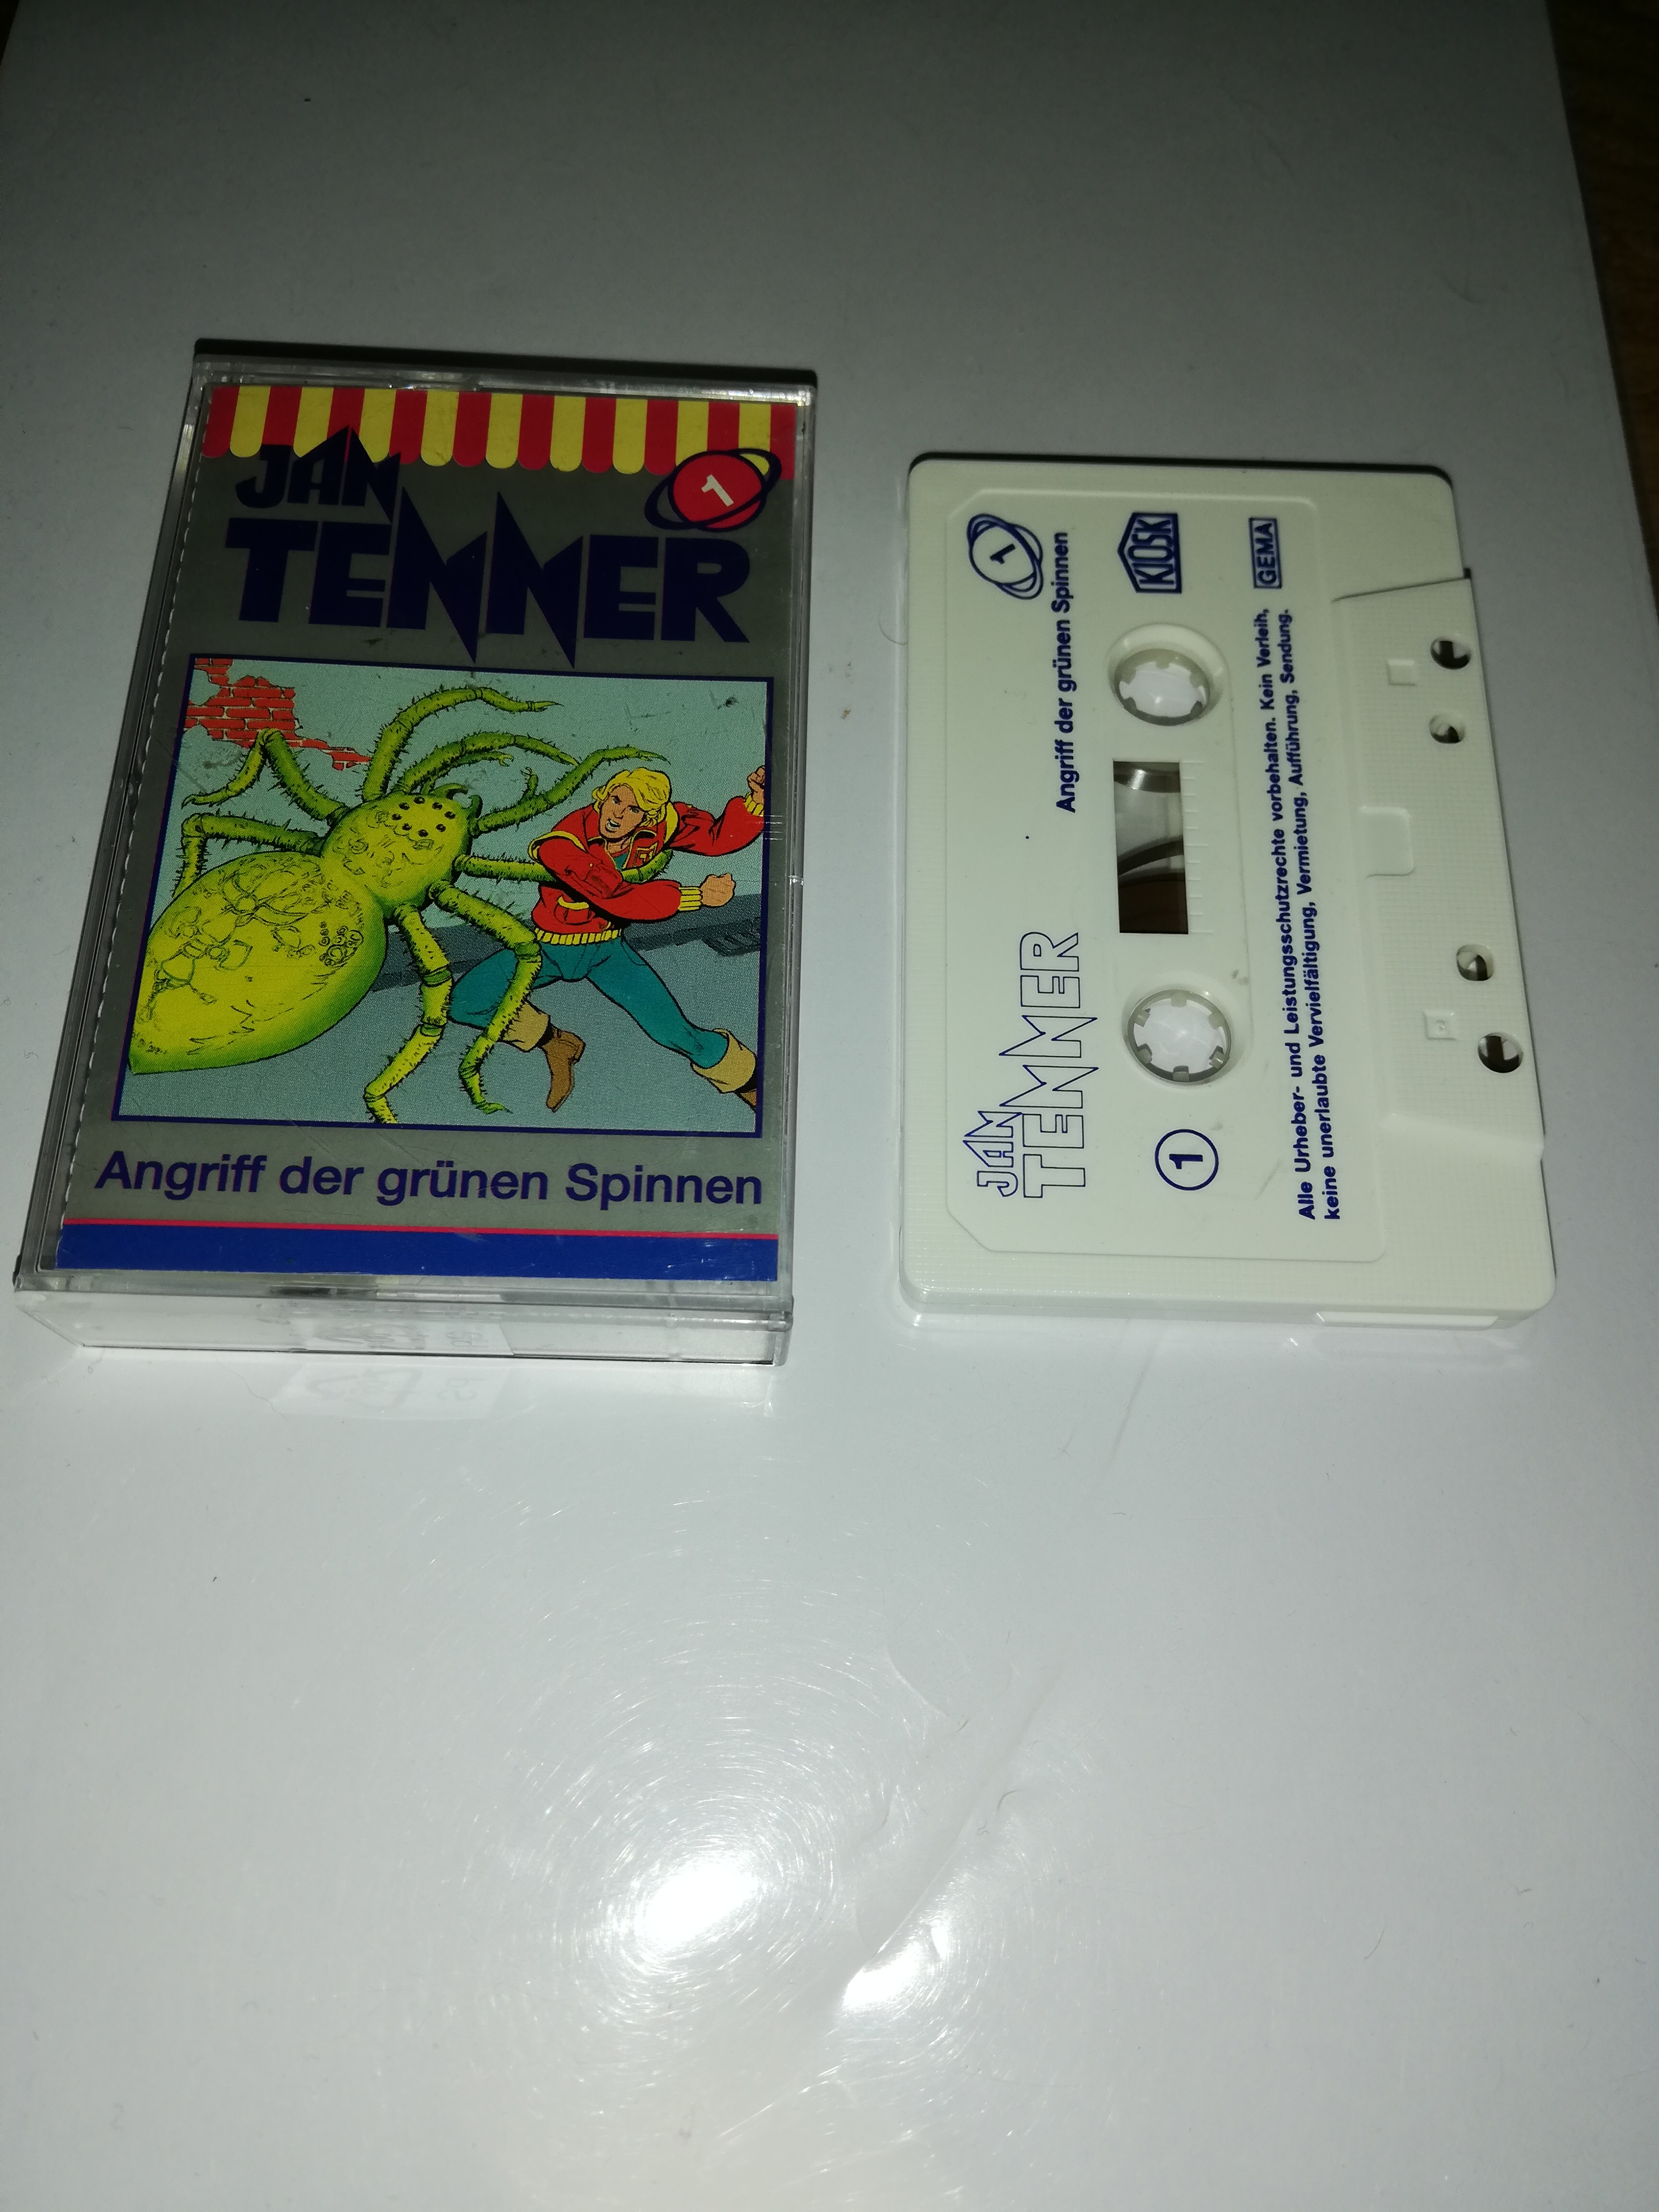 JAN
TENNER
1
Angriff der grünen Spinnen
JAN
TENNER
1
Angriff der grünen Spinnen
1
KIOSK
Alle Urheber- und Leistungsschutzrechte vorbehalten. Kein Verleih,
keine unerlaubte Vervielfältigung, Vermietung, Aufführung, Sendung.
GEMA